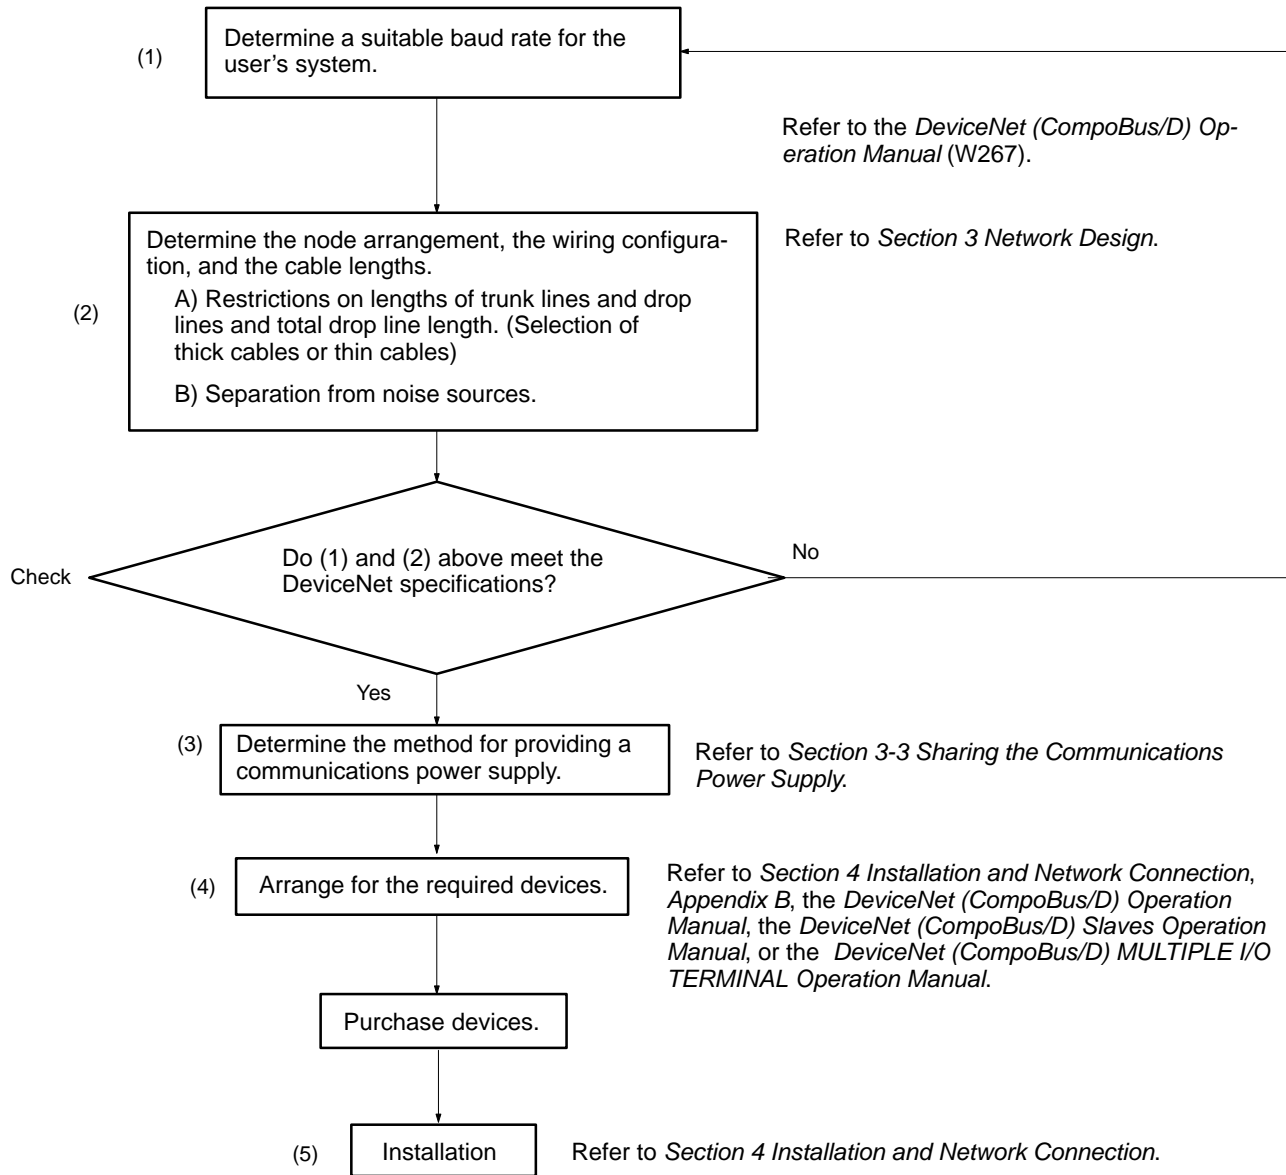 (1)
Determine a suitable baud rate for the
user's system.
Refer to the DeviceNet (CompoBus/D) Op-
eration Manual (W267).
(2)
Determine the node arrangement, the wiring configura-
tion, and the cable lengths.
A) Restrictions on lengths of trunk lines and drop
lines and total drop line length. (Selection of
thick cables or thin cables)
B) Separation from noise sources.
Refer to Section 3 Network Design.
Check
Do (1) and (2) above meet the
DeviceNet specifications?
No
Yes
(3)
Determine the method for providing a
communications power supply.
Refer to Section 3-3 Sharing the Communications
Power Supply.
(4)
Arrange for the required devices.
Refer to Section 4 Installation and Network Connection,
Appendix B, the DeviceNet (CompoBus/D) Operation
Manual, the DeviceNet (CompoBus/D) Slaves Operation
Manual, or the DeviceNet (CompoBus/D) MULTIPLE I/O
TERMINAL Operation Manual.
Purchase devices.
(5)
Installation
Refer to Section 4 Installation and Network Connection.